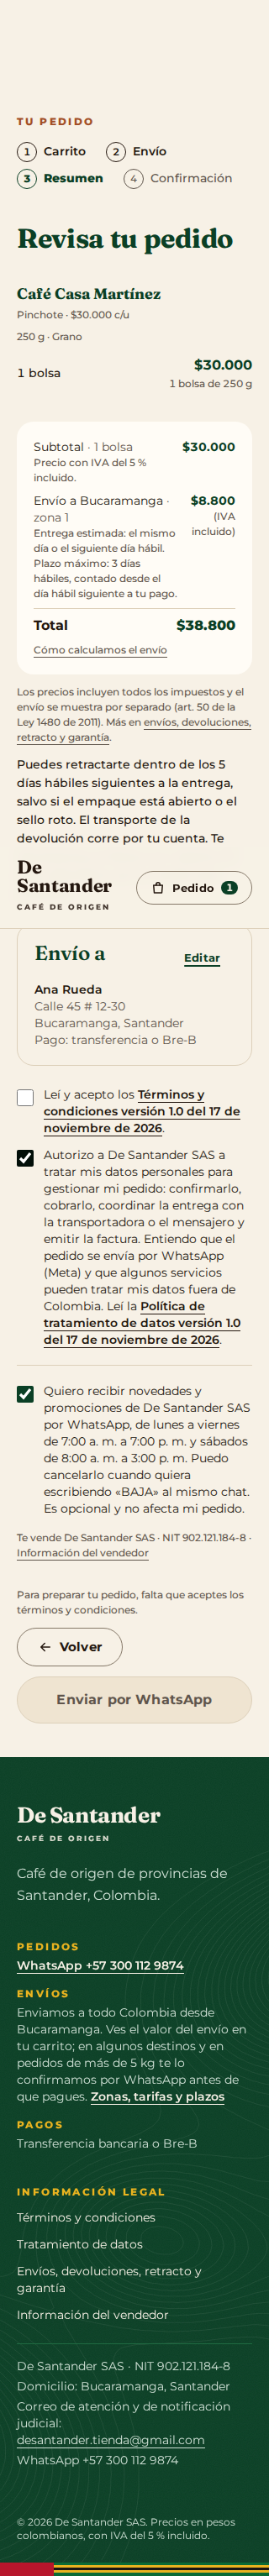 TU PEDIDO
1 Carrito 2 Envío
3 Resumen 4 Confirmación
Revisa tu pedido
Café Casa Martínez
Pinchote · $30.000 c/u
250 g · Grano
1 bolsa
$30.000
1 bolsa de 250 g
Subtotal · 1 bolsa $30.000
Precio con IVA del 5 %
incluido.
Envío a Bucaramanga · $8.800
zona 1 (IVA
incluido)
Entrega estimada: el mismo
día o el siguiente día hábil.
Plazo máximo: 3 días
hábiles, contado desde el
día hábil siguiente a tu pago.
Total $38.800
Cómo calculamos el envío
Los precios incluyen todos los impuestos y el
envío se muestra por separado (art. 50 de la
Ley 1480 de 2011). Más en envíos, devoluciones,
retracto y garantía.
Puedes retractarte dentro de los 5
días hábiles siguientes a la entrega,
salvo si el empaque está abierto o el
sello roto. El transporte de la
devolución corre por tu cuenta. Te
De
Santander
CAFÉ DE ORIGEN
Pedido 1
Envío a Editar
Ana Rueda
Calle 45 # 12-30
Bucaramanga, Santander
Pago: transferencia o Bre-B
Leí y acepto los Términos y
condiciones versión 1.0 del 17 de
noviembre de 2026.
Autorizo a De Santander SAS a
tratar mis datos personales para
gestionar mi pedido: confirmarlo,
cobrarlo, coordinar la entrega con
la transportadora o el mensajero y
emitir la factura. Entiendo que el
pedido se envía por WhatsApp
(Meta) y que algunos servicios
pueden tratar mis datos fuera de
Colombia. Leí la Política de
tratamiento de datos versión 1.0
del 17 de noviembre de 2026.
Quiero recibir novedades y
promociones de De Santander SAS
por WhatsApp, de lunes a viernes
de 7:00 a. m. a 7:00 p. m. y sábados
de 8:00 a. m. a 3:00 p. m. Puedo
cancelarlo cuando quiera
escribiendo «BAJA» al mismo chat.
Es opcional y no afecta mi pedido.
Te vende De Santander SAS · NIT 902.121.184-8 ·
Información del vendedor
Para preparar tu pedido, falta que aceptes los
términos y condiciones.
← Volver
Enviar por WhatsApp
De Santander
CAFÉ DE ORIGEN
Café de origen de provincias de
Santander, Colombia.
PEDIDOS
WhatsApp +57 300 112 9874
ENVÍOS
Enviamos a todo Colombia desde
Bucaramanga. Ves el valor del envío en
tu carrito; en algunos destinos y en
pedidos de más de 5 kg te lo
confirmamos por WhatsApp antes de
que pagues. Zonas, tarifas y plazos
PAGOS
Transferencia bancaria o Bre-B
INFORMACIÓN LEGAL
Términos y condiciones
Tratamiento de datos
Envíos, devoluciones, retracto y
garantía
Información del vendedor
De Santander SAS · NIT 902.121.184-8
Domicilio: Bucaramanga, Santander
Correo de atención y de notificación
judicial:
desantander.tienda@gmail.com
WhatsApp +57 300 112 9874
© 2026 De Santander SAS. Precios en pesos
colombianos, con IVA del 5 % incluido.